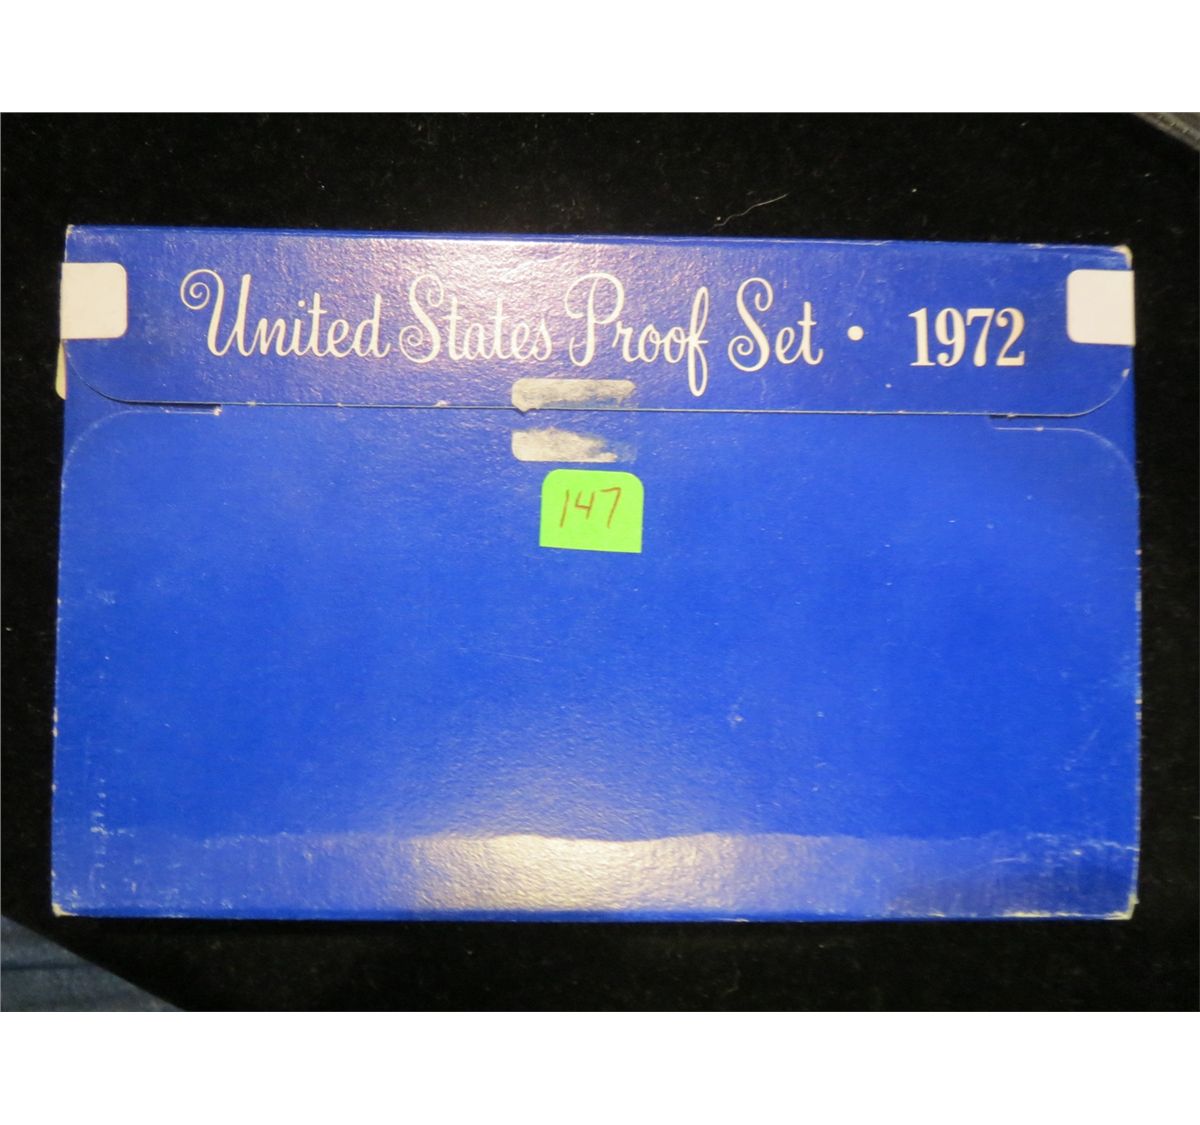 United States Proof Set • 1972
147